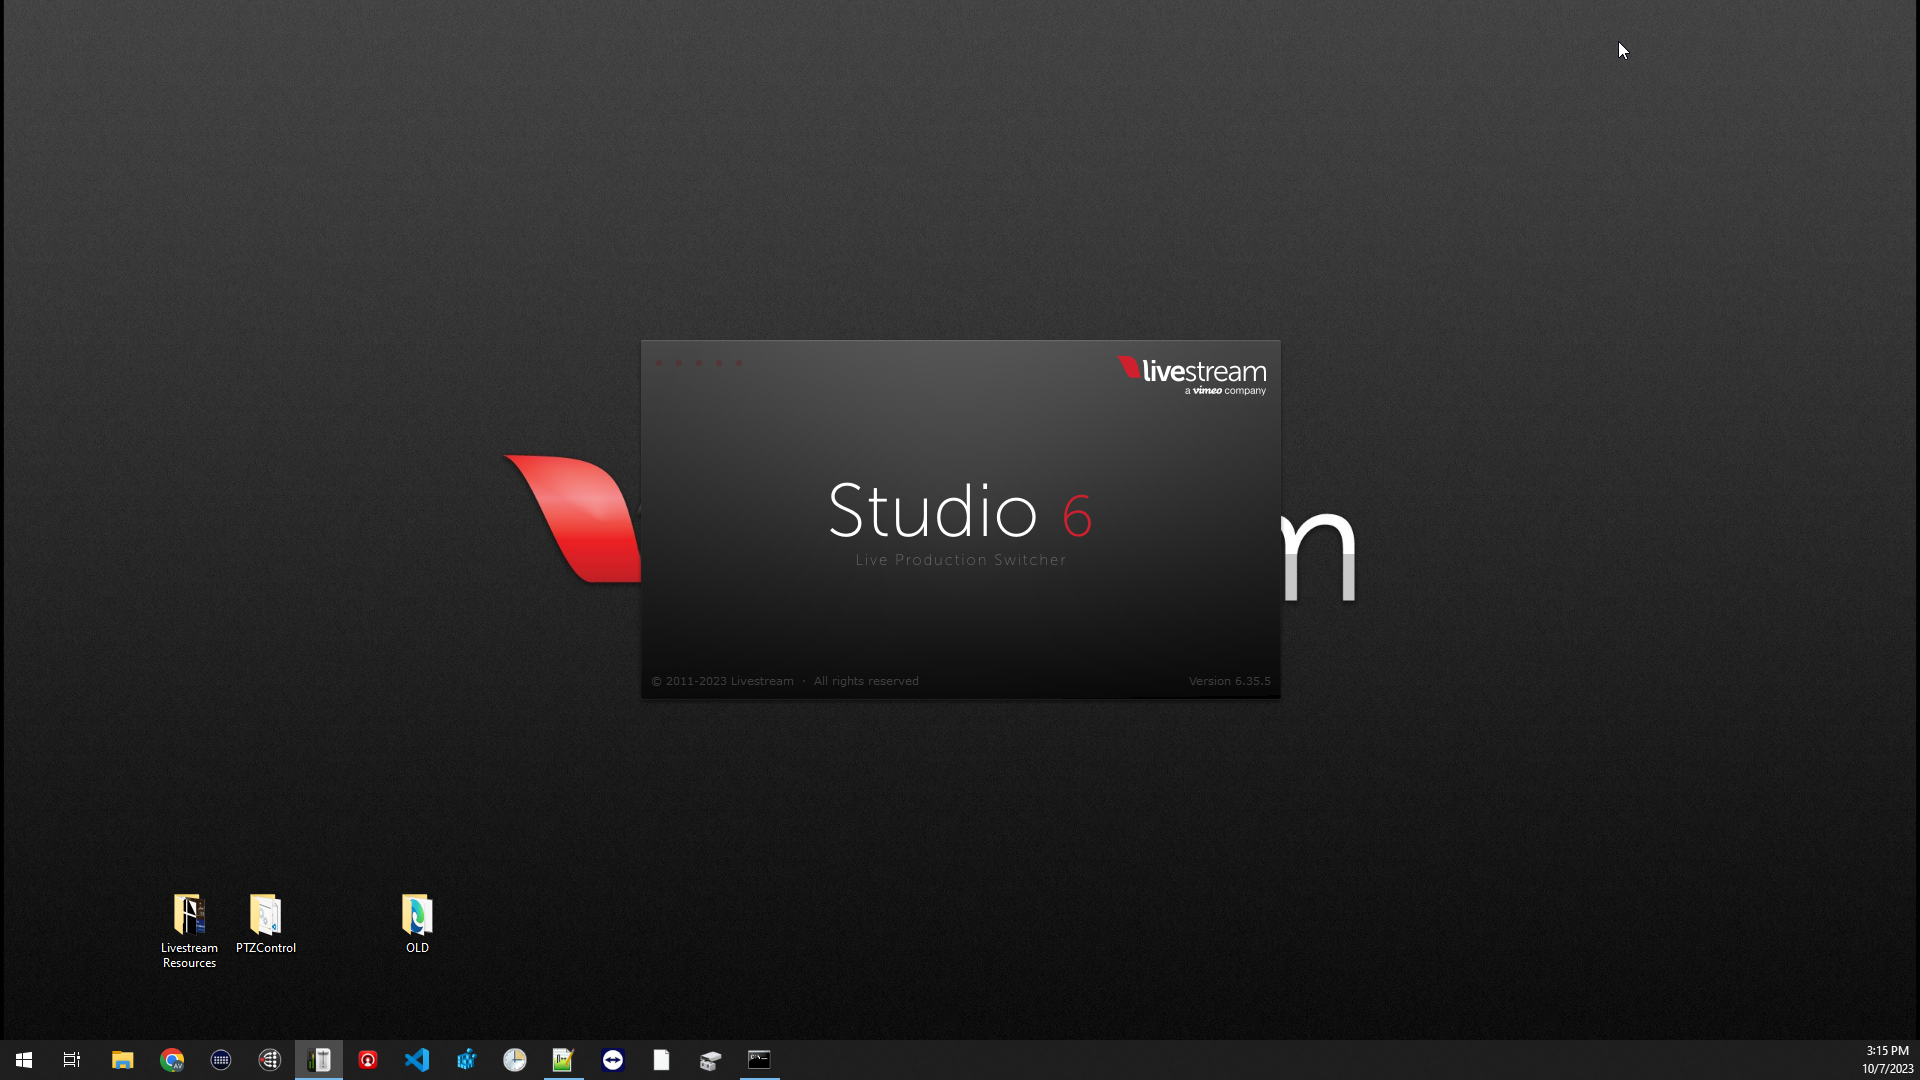 livestream
a vimeo company
Studio 6
Live Production Switcher
m
© 2011-2023 Livestream · All rights reserved
Version 6.35.5
Livestream
Resources
PTZControl
OLD
AV
C:\
3:15 PM
10/7/2023